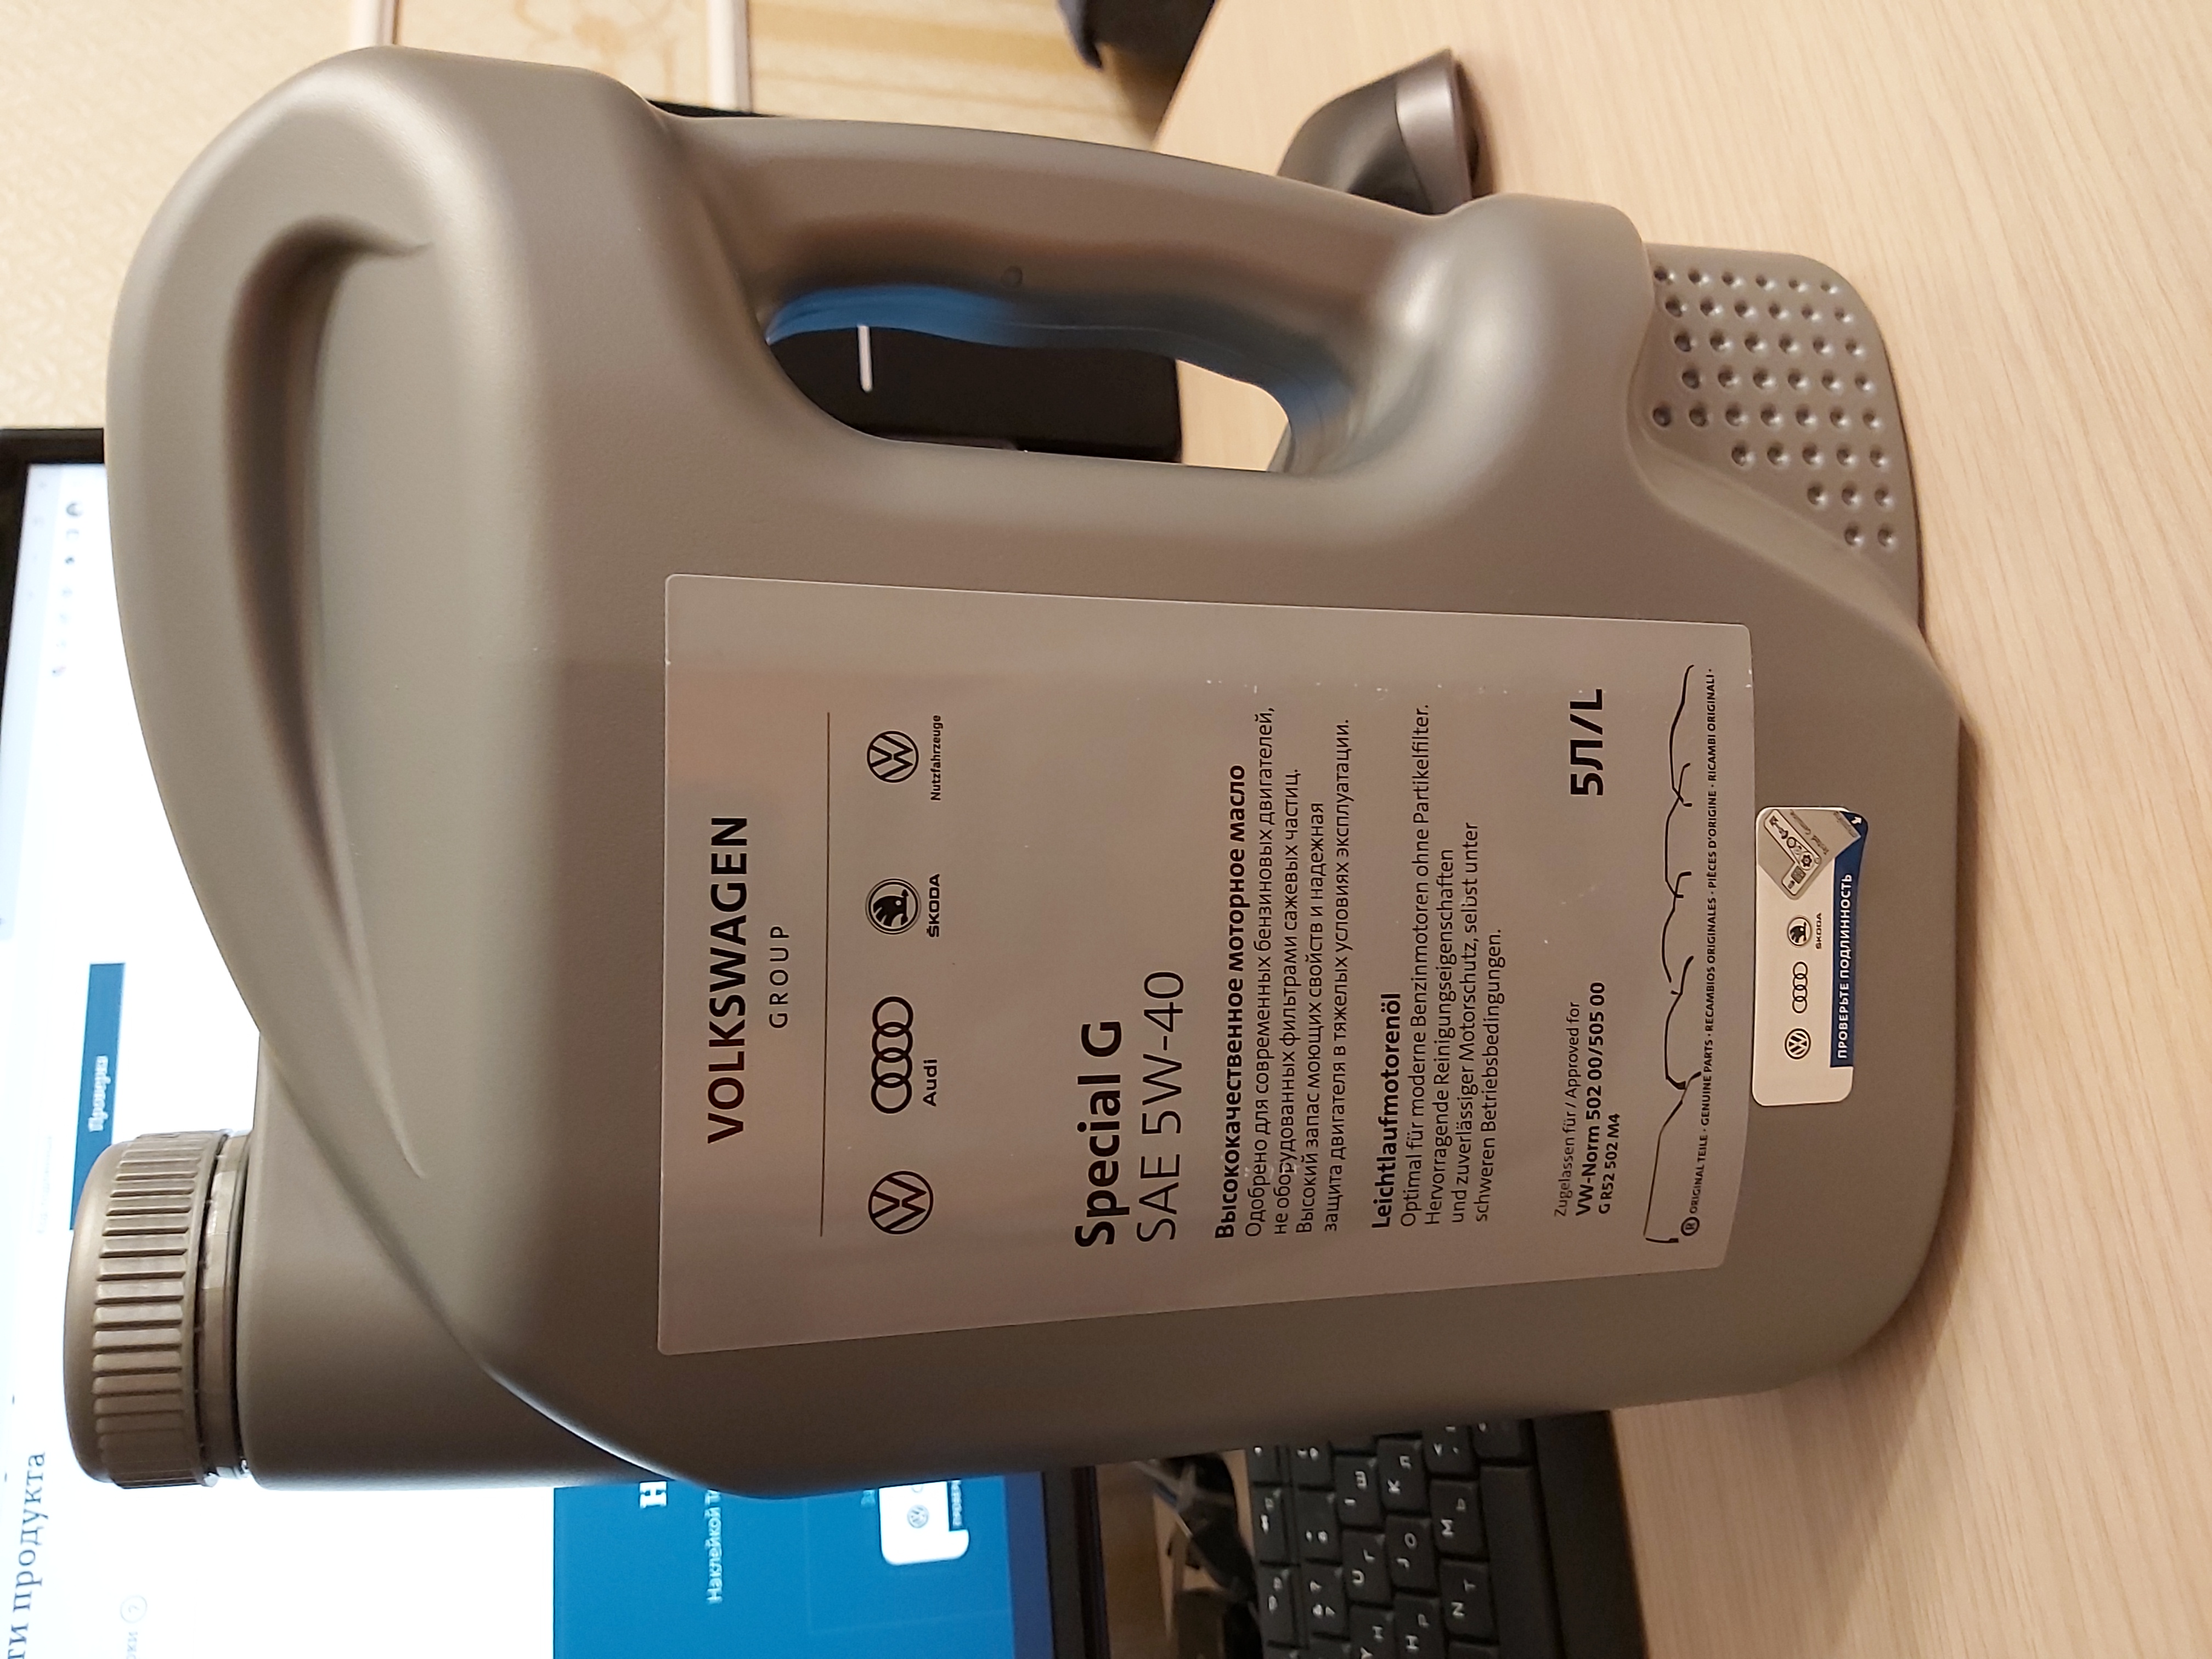 VOLKSWAGEN
GROUP
Audi
ŠKODA
Nutzfahrzeuge
Special G
SAE 5W-40
Высококачественное моторное масло
Одобрено для современных бензиновых двигателей,
не оборудованных фильтрами сажевых частиц.
Высокий запас моющих свойств и надежная
защита двигателя в тяжелых условиях эксплуатации.
Leichtlaufmotorenöl
Optimal für moderne Benzinmotoren ohne Partikelfilter.
Hervorragende Reinigungseigenschaften
und zuverlässiger Motorschutz, selbst unter
schweren Betriebsbedingungen.
Zugelassen für / Approved for
VW-Norm 502 00/505 00
G R52 502 M4
5Л/L
® ORIGINAL TEILE · GENUINE PARTS · RECAMBIOS ORIGINALES · PIÈCES D'ORIGINE · RICAMBI ORIGINALI ·
ŠKODA
ПРОВЕРЬТЕ ПОДЛИННОСТЬ
Проверка
продукта
Наклейкой